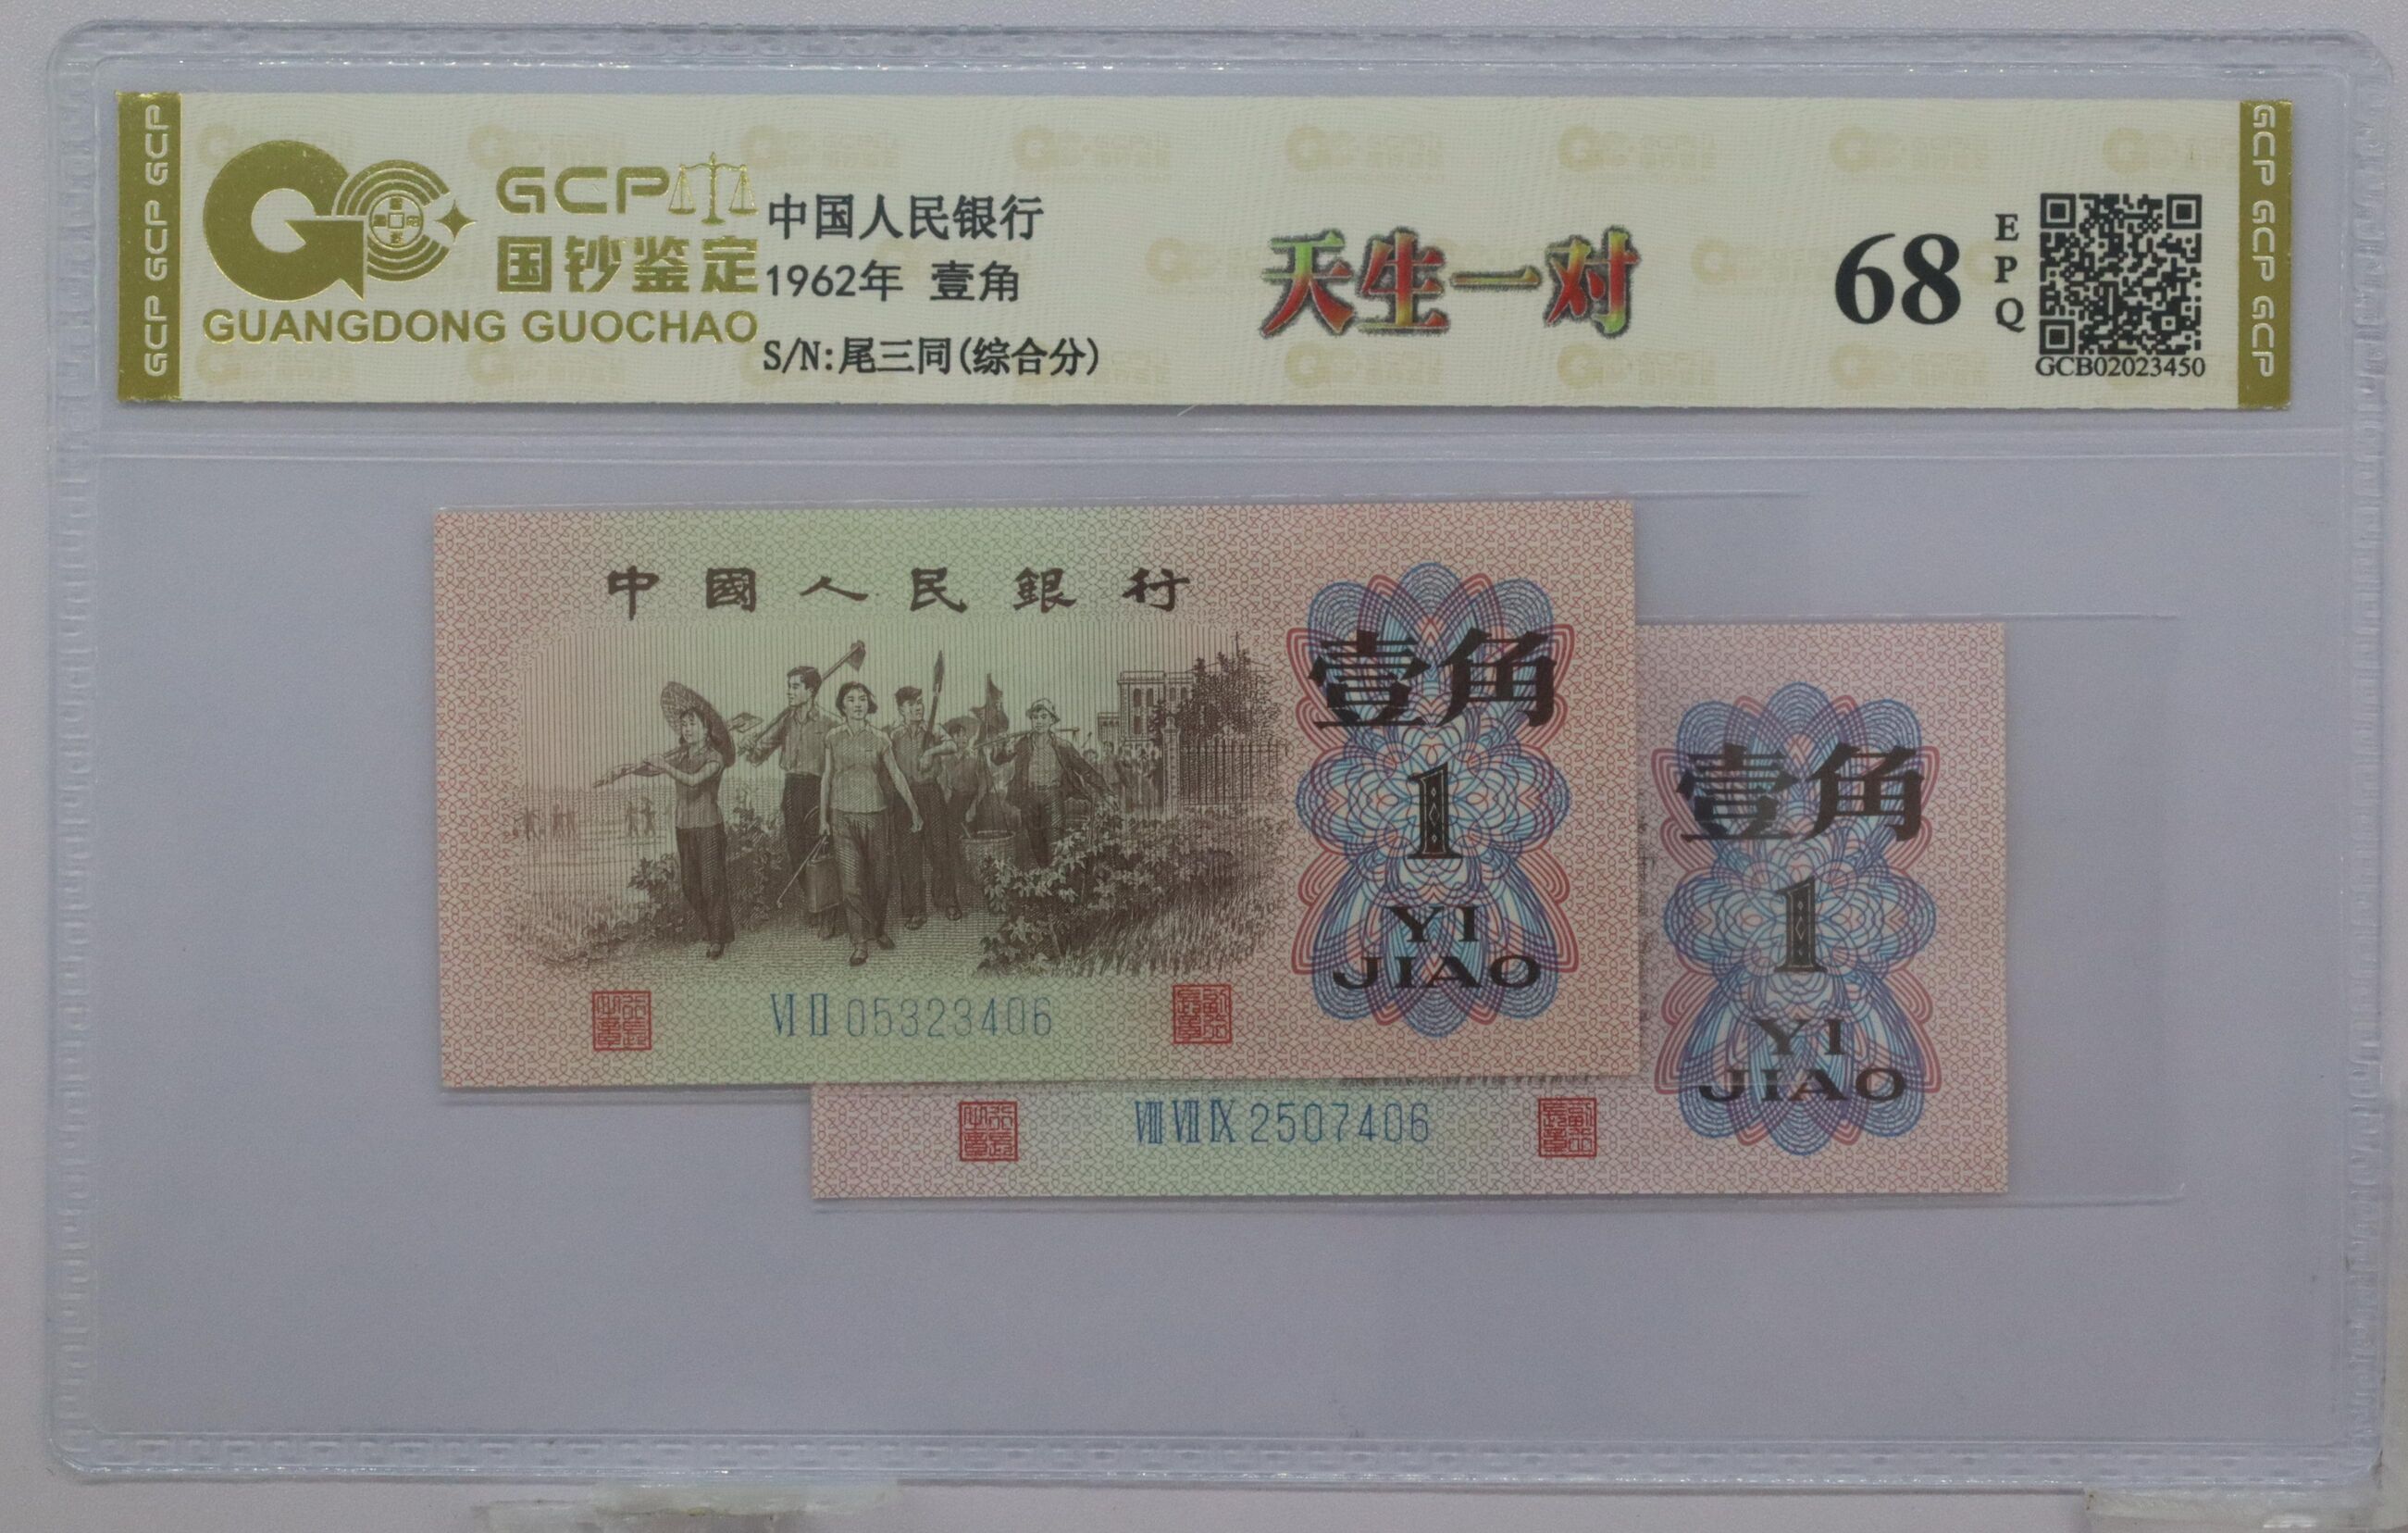 GCP GCP GCP
GCP
国钞鉴定
GUANGDONG GUOCHAO
中国人民银行
1962年 壹角
S/N:尾三同(综合分)
天生一对
68
EPQ
GCB02023450
GCP GCP GCP
中國人民銀行
壹角
1
YI
JIAO
VI II 05323406
壹角
1
YI
JIAO
VIII VII IX 2507406